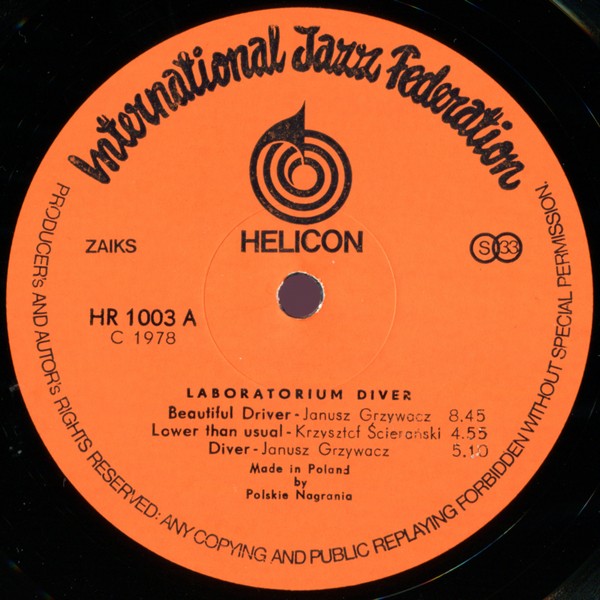 International Jazz Federation
HELICON
ZAIKS
S 33
HR 1003 A
C 1978
LABORATORIUM DIVER
Beautiful Driver - Janusz Grzywacz 8.45
Lower than usual - Krzysztof Ścierański 4.55
Diver - Janusz Grzywacz 5.10
Made in Poland
by
Polskie Nagrania
PRODUCER's AND AUTOR's RIGHTS RESERVED: ANY COPYING AND PUBLIC REPLAYING FORBIDDEN WITHOUT SPECIAL PERMISSION.